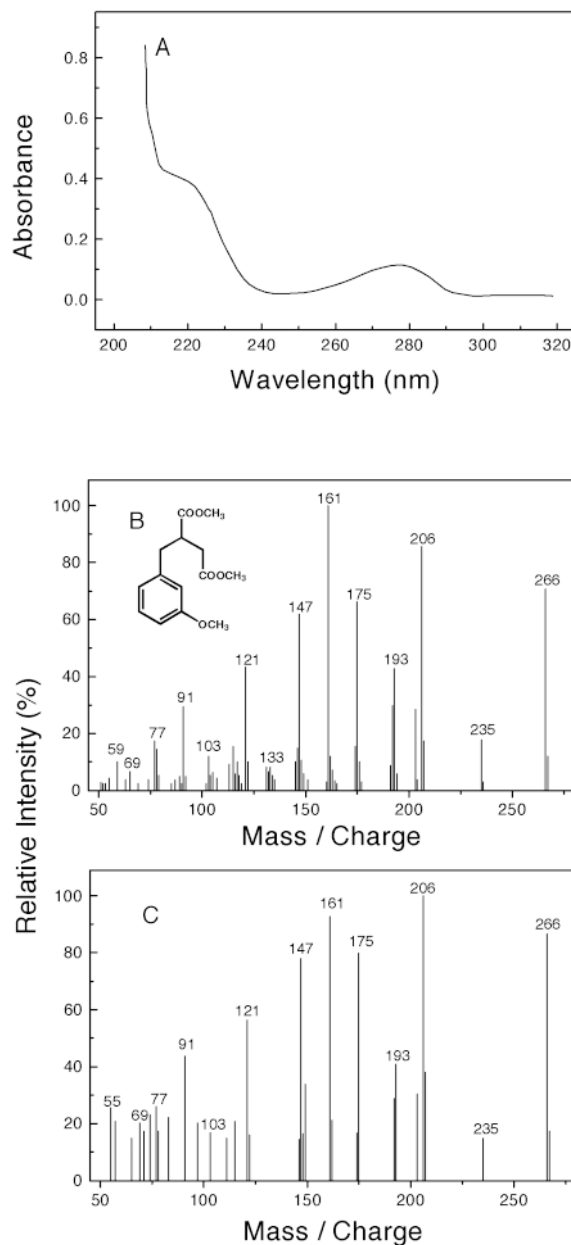 A
Absorbance
0.8
0.6
0.4
0.2
0.0
200 220 240 260 280 300 320
Wavelength (nm)
Relative Intensity (%)
B
COOCH3
COOCH3
OCH3
100
80
60
40
20
0
59 69 77 91 103 121 133 147 161 175 193 206 235 266
50 100 150 200 250
Mass / Charge
C
100
80
60
40
20
0
55 69 77 91 103 121 147 161 175 193 206 235 266
50 100 150 200 250
Mass / Charge